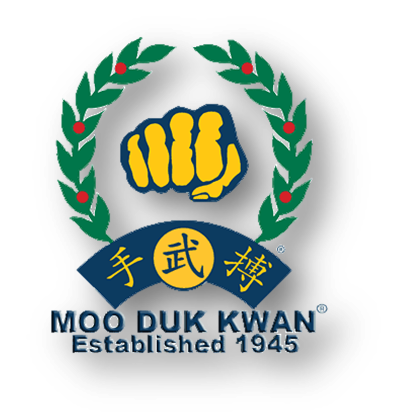 手武搏®
MOO DUK KWAN®
Established 1945